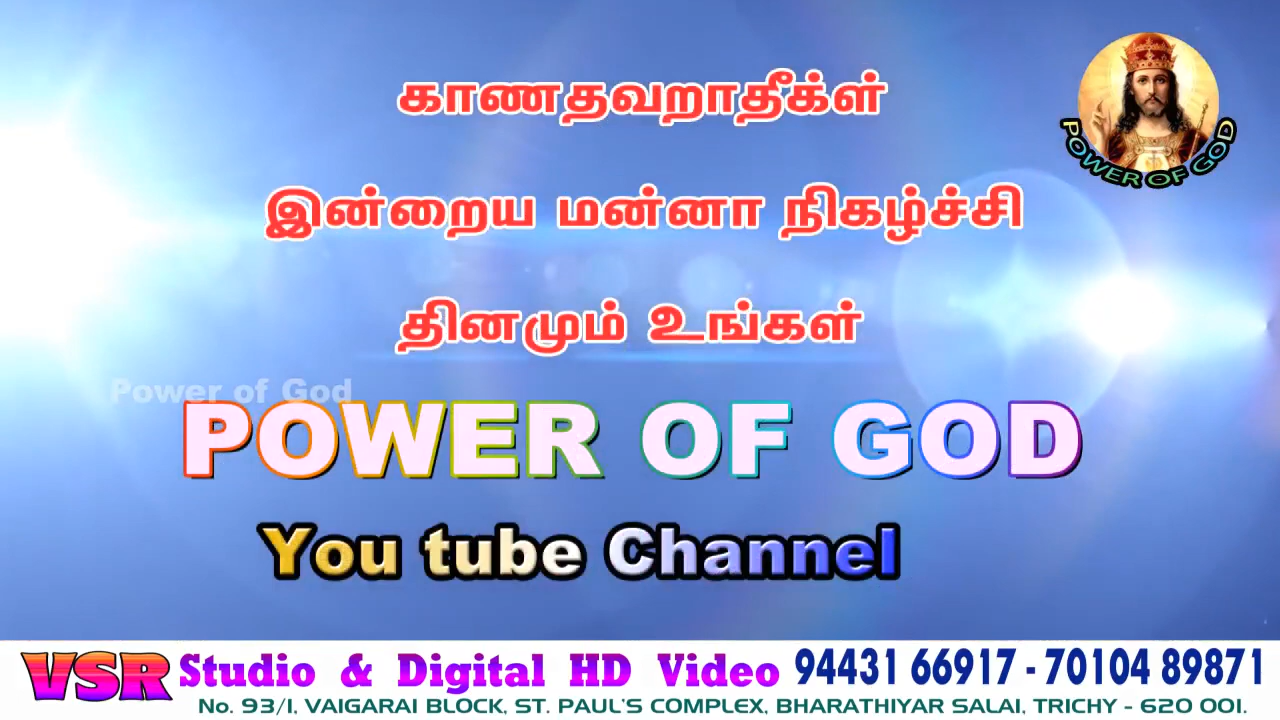 காணதவறாதீக்ள்
POWER OF GOD
இன்றைய மன்னா நிகழ்ச்சி
தினமும் உங்கள்
Power of God
POWER OF GOD
You tube Channel
VSR Studio & Digital HD Video 94431 66917 - 70104 89871
No. 93/1, VAIGARAI BLOCK, ST. PAUL'S COMPLEX, BHARATHIYAR SALAI, TRICHY - 620 001.